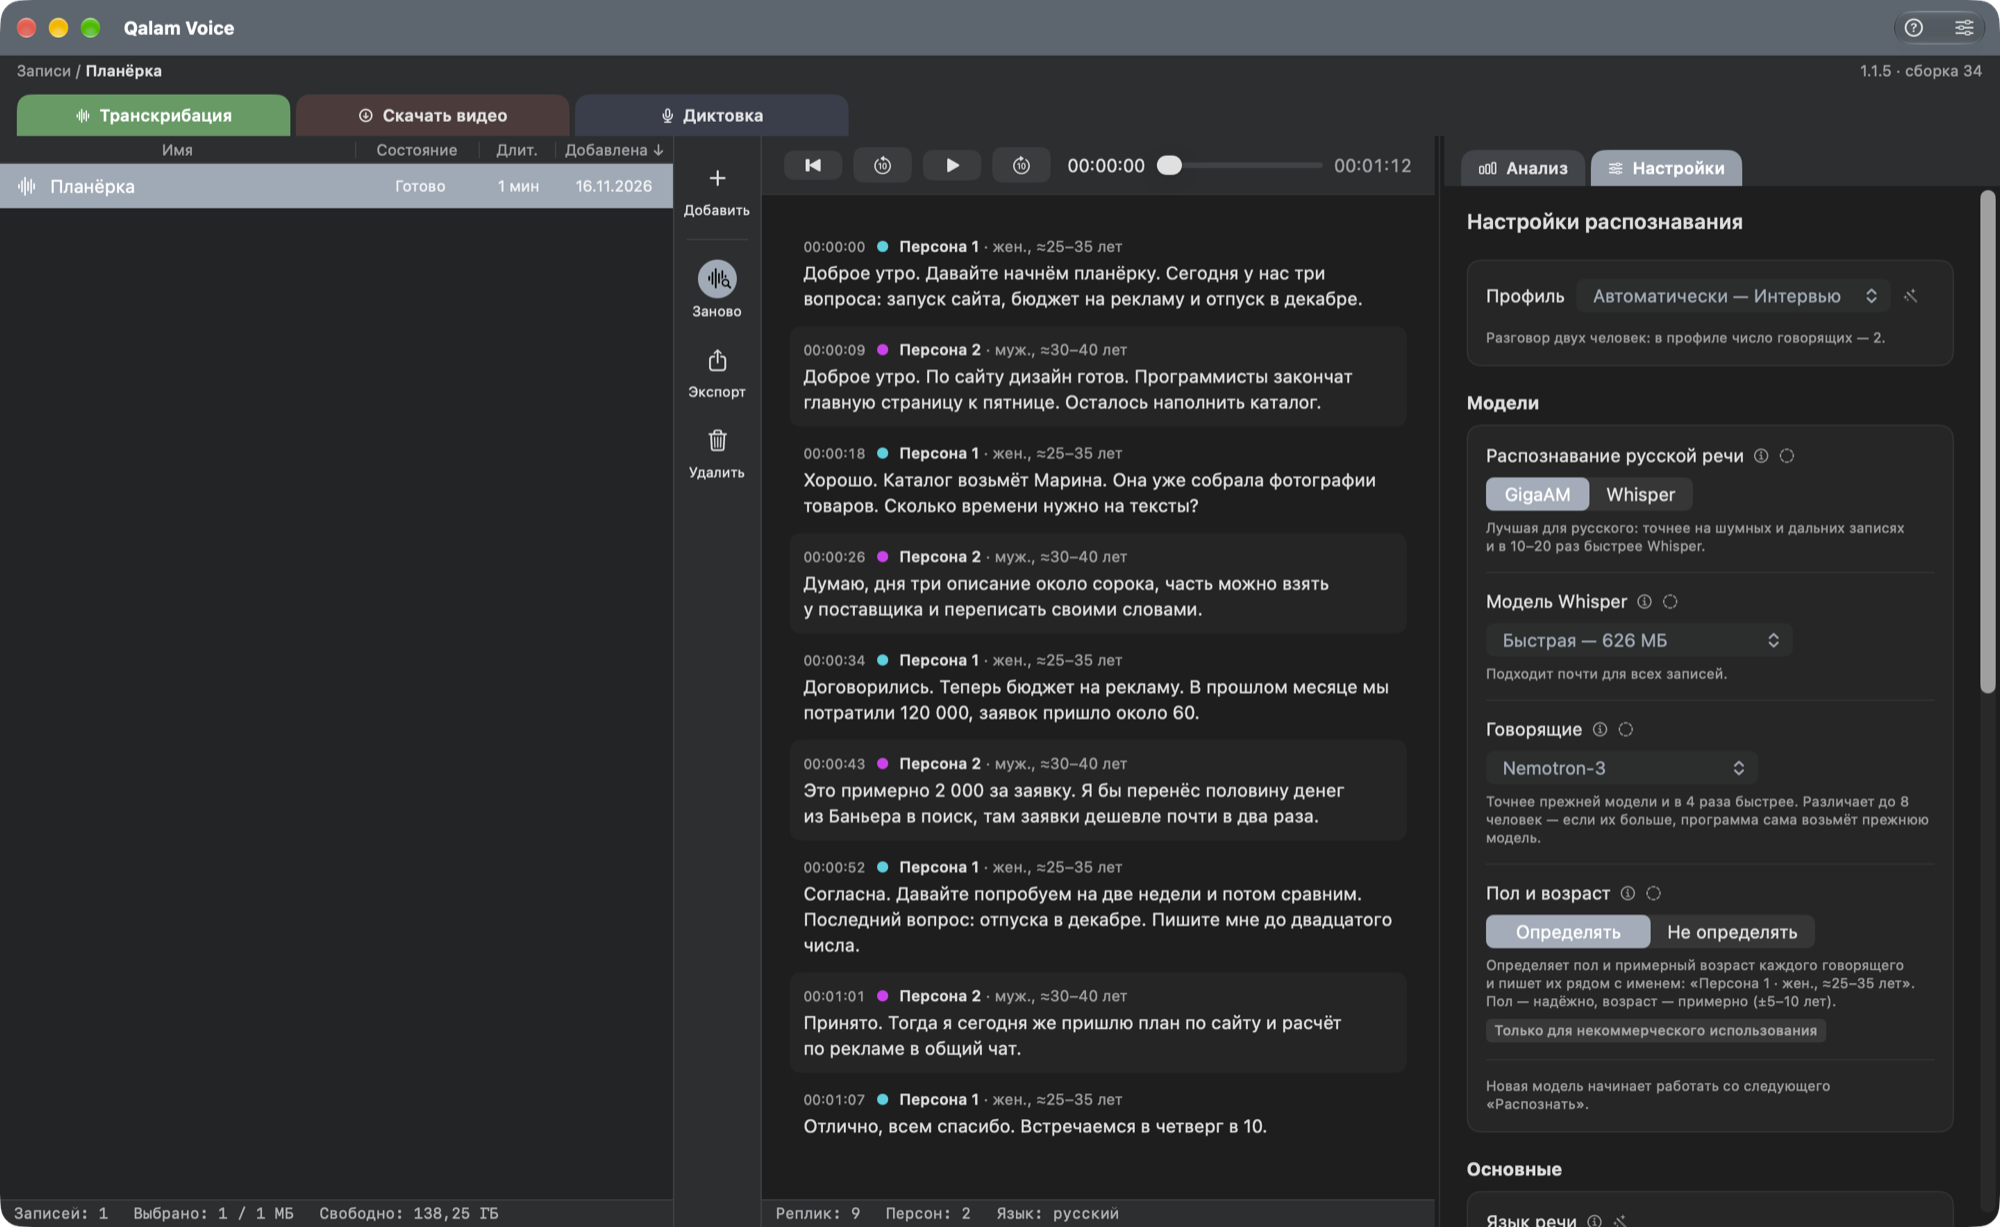 Qalam Voice
Записи / Планёрка
1.1.5 · сборка 34
Транскрибация
Скачать видео
Диктовка
Имя Состояние Длит. Добавлена ↓
Планёрка Готово 1 мин 16.11.2026
Добавить
Заново
Экспорт
Удалить
10
10
00:00:00
00:01:12
00:00:00 Персона 1 · жен., ≈25–35 лет
Доброе утро. Давайте начнём планёрку. Сегодня у нас три
вопроса: запуск сайта, бюджет на рекламу и отпуск в декабре.
00:00:09 Персона 2 · муж., ≈30–40 лет
Доброе утро. По сайту дизайн готов. Программисты закончат
главную страницу к пятнице. Осталось наполнить каталог.
00:00:18 Персона 1 · жен., ≈25–35 лет
Хорошо. Каталог возьмёт Марина. Она уже собрала фотографии
товаров. Сколько времени нужно на тексты?
00:00:26 Персона 2 · муж., ≈30–40 лет
Думаю, дня три описание около сорока, часть можно взять
у поставщика и переписать своими словами.
00:00:34 Персона 1 · жен., ≈25–35 лет
Договорились. Теперь бюджет на рекламу. В прошлом месяце мы
потратили 120 000, заявок пришло около 60.
00:00:43 Персона 2 · муж., ≈30–40 лет
Это примерно 2 000 за заявку. Я бы перенёс половину денег
из Баньера в поиск, там заявки дешевле почти в два раза.
00:00:52 Персона 1 · жен., ≈25–35 лет
Согласна. Давайте попробуем на две недели и потом сравним.
Последний вопрос: отпуска в декабре. Пишите мне до двадцатого
числа.
00:01:01 Персона 2 · муж., ≈30–40 лет
Принято. Тогда я сегодня же пришлю план по сайту и расчёт
по рекламе в общий чат.
00:01:07 Персона 1 · жен., ≈25–35 лет
Отлично, всем спасибо. Встречаемся в четверг в 10.
Анализ
Настройки
Настройки распознавания
Профиль Автоматически — Интервью
Разговор двух человек: в профиле число говорящих — 2.
Модели
Распознавание русской речи
GigaAM Whisper
Лучшая для русского: точнее на шумных и дальних записях
и в 10–20 раз быстрее Whisper.
Модель Whisper
Быстрая — 626 МБ
Подходит почти для всех записей.
Говорящие
Nemotron-3
Точнее прежней модели и в 4 раза быстрее. Различает до 8
человек — если их больше, программа сама возьмёт прежнюю
модель.
Пол и возраст
Определять Не определять
Определяет пол и примерный возраст каждого говорящего
и пишет их рядом с именем: «Персона 1 · жен., ≈25–35 лет».
Пол — надёжно, возраст — примерно (±5–10 лет).
Только для некоммерческого использования
Новая модель начинает работать со следующего
«Распознать».
Основные
Язык речи
Записей: 1 Выбрано: 1 / 1 МБ Свободно: 138,25 ГБ
Реплик: 9 Персон: 2 Язык: русский